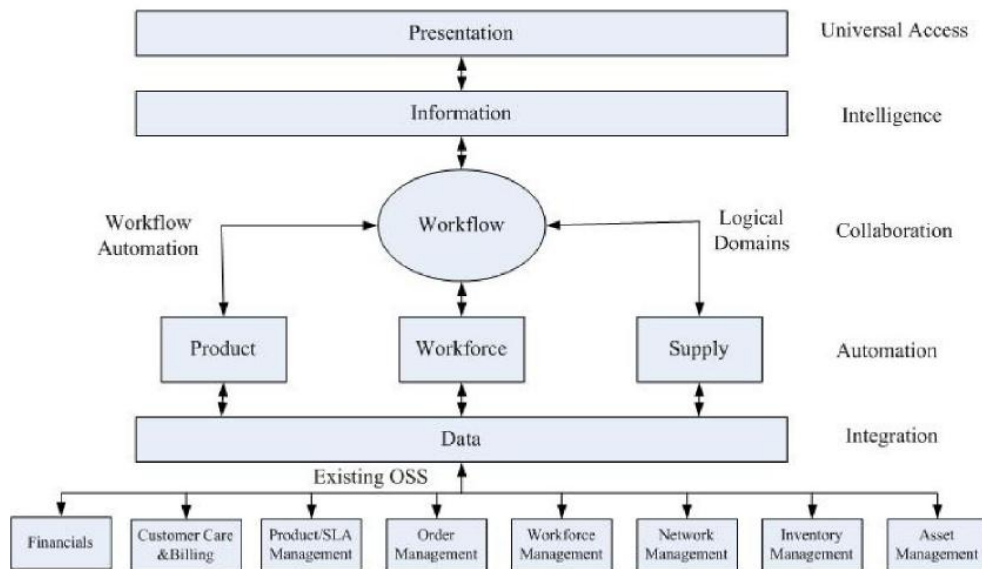 Presentation
Universal Access
Information
Intelligence
Workflow
Automation
Workflow
Logical
Domains
Collaboration
Product
Workforce
Supply
Automation
Data
Integration
Existing OSS
Financials
Customer Care
&Billing
Product/SLA
Management
Order
Management
Workforce
Management
Network
Management
Inventory
Management
Asset
Management